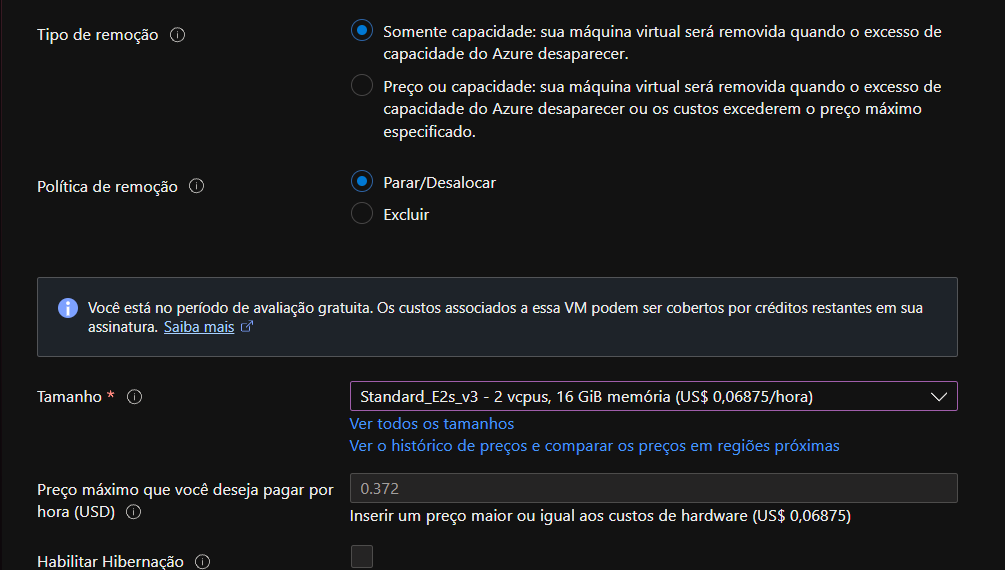 Tipo de remoção
Somente capacidade: sua máquina virtual será removida quando o excesso de
capacidade do Azure desaparecer.
Preço ou capacidade: sua máquina virtual será removida quando o excesso de
capacidade do Azure desaparecer ou os custos excederem o preço máximo
especificado.
Política de remoção
Parar/Desalocar
Excluir
Você está no período de avaliação gratuita. Os custos associados a essa VM podem ser cobertos por créditos restantes em sua
assinatura. Saiba mais
Tamanho *
Standard_E2s_v3 - 2 vcpus, 16 GiB memória (US$ 0,06875/hora)
Ver todos os tamanhos
Ver o histórico de preços e comparar os preços em regiões próximas
Preço máximo que você deseja pagar por
hora (USD)
0.372
Inserir um preço maior ou igual aos custos de hardware (US$ 0,06875)
Habilitar Hibernação